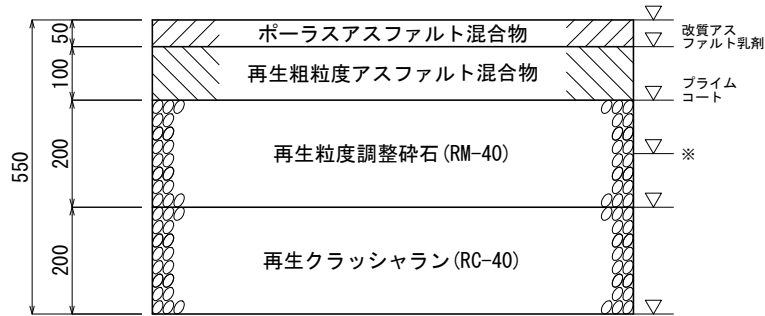 50
ポーラスアスファルト混合物
改質アス
ファルト乳剤
100
再生粗粒度アスファルト混合物
プライム
コート
550
200
再生粒度調整砕石(RM-40)
※
200
再生クラッシャラン(RC-40)